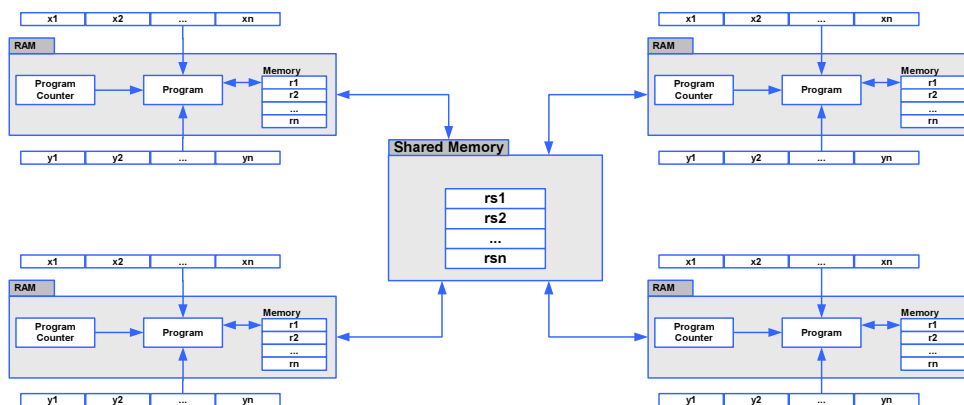 x1 x2 ... xn
RAM
Program Counter
Program
Memory
r1
r2
...
rn
y1 y2 ... yn
x1 x2 ... xn
RAM
Program Counter
Program
Memory
r1
r2
...
rn
y1 y2 ... yn
Shared Memory
rs1
rs2
...
rsn
x1 x2 ... xn
RAM
Program Counter
Program
Memory
r1
r2
...
rn
y1 y2 ... yn
x1 x2 ... xn
RAM
Program Counter
Program
Memory
r1
r2
...
rn
y1 y2 ... yn